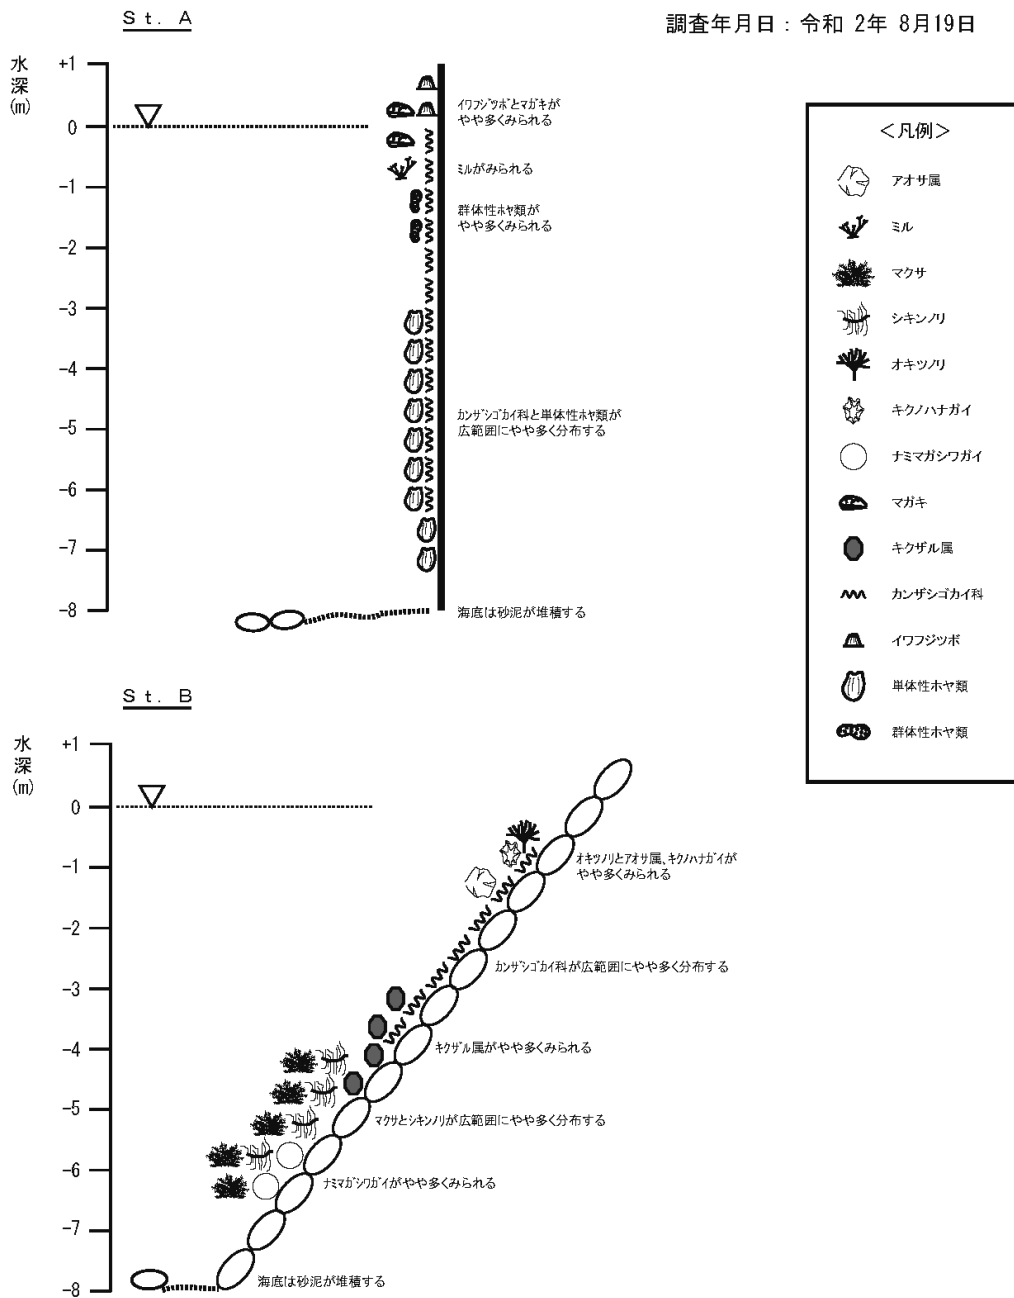 St. A
調査年月日：令和 2年 8月19日
水深(m)
+1
0
-1
-2
-3
-4
-5
-6
-7
-8
イワフジツボとマガキが
やや多くみられる
ミルがみられる
群体性ホヤ類が
やや多くみられる
カンザシゴカイ科と単体性ホヤ類が
広範囲にやや多く分布する
海底は砂泥が堆積する
＜凡例＞
アオサ属
ミル
マクサ
シキンノリ
オキツノリ
キクノハナガイ
ナミマガシワガイ
マガキ
キクザル属
カンザシゴカイ科
イワフジツボ
単体性ホヤ類
群体性ホヤ類
St. B
水深(m)
+1
0
-1
-2
-3
-4
-5
-6
-7
-8
オキツノリとアオサ属、キクノハナガイが
やや多くみられる
カンザシゴカイ科が広範囲にやや多く分布する
キクザル属がやや多くみられる
マクサとシキンノリが広範囲にやや多く分布する
ナミマガシワガイがやや多くみられる
海底は砂泥が堆積する